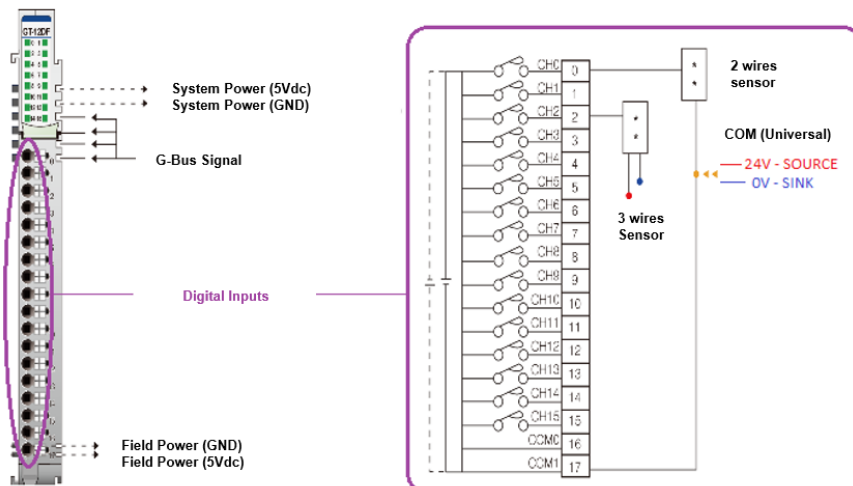 GT-12DF
System Power (5Vdc)
System Power (GND)
G-Bus Signal
Digital Inputs
Field Power (GND)
Field Power (5Vdc)
CH0 0
CH1 1
CH2 2
CH3 3
CH4 4
CH5 5
CH6 6
CH7 7
CH8 8
CH9 9
CH10 10
CH11 11
CH12 12
CH13 13
CH14 14
CH15 15
COM0 16
COM1 17
* *
2 wires
sensor
* *
3 wires
Sensor
COM (Universal)
24V - SOURCE
0V - SINK